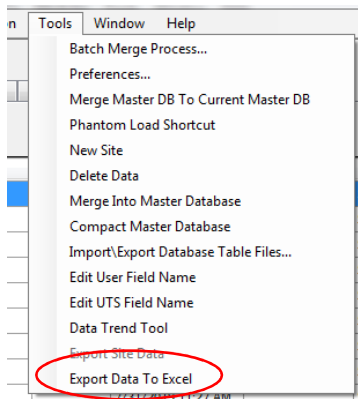 n Tools Window Help
Batch Merge Process...
Preferences...
Merge Master DB To Current Master DB
Phantom Load Shortcut
New Site
Delete Data
Merge Into Master Database
Compact Master Database
Import\Export Database Table Files...
Edit User Field Name
Edit UTS Field Name
Data Trend Tool
Export Site Data
Export Data To Excel